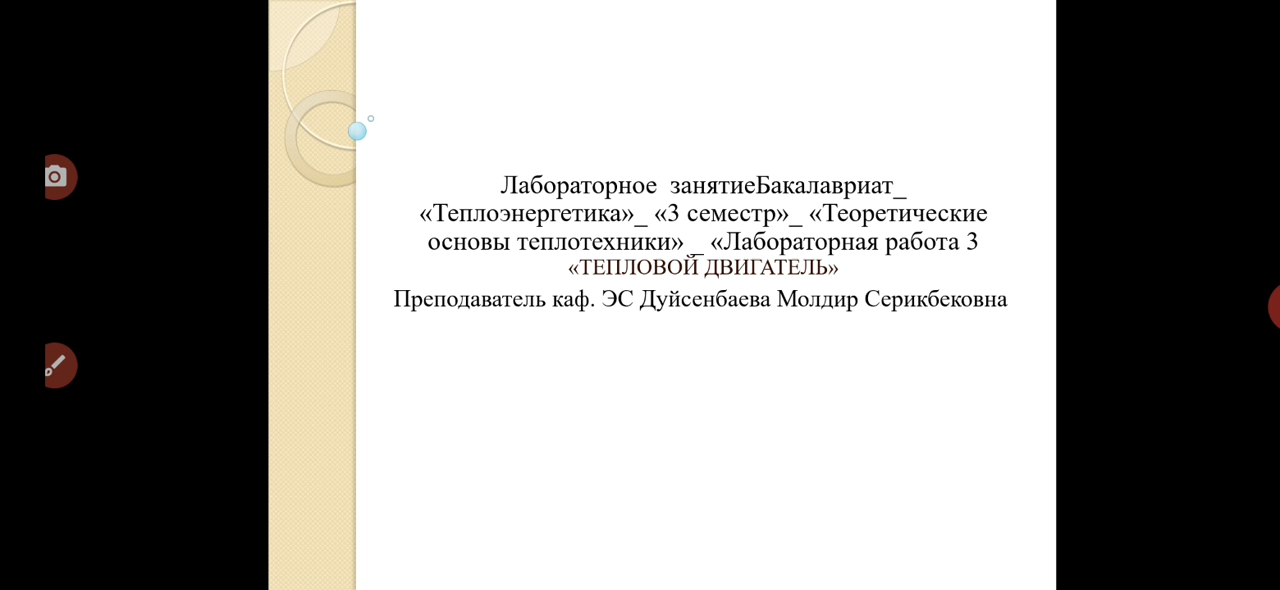 Лабораторное занятиеБакалавриат_
«Теплоэнергетика»_ «3 семестр»_ «Теоретические
основы теплотехники» _ «Лабораторная работа 3
«ТЕПЛОВОЙ ДВИГАТЕЛЬ»
Преподаватель каф. ЭС Дуйсенбаева Молдир Серикбековна